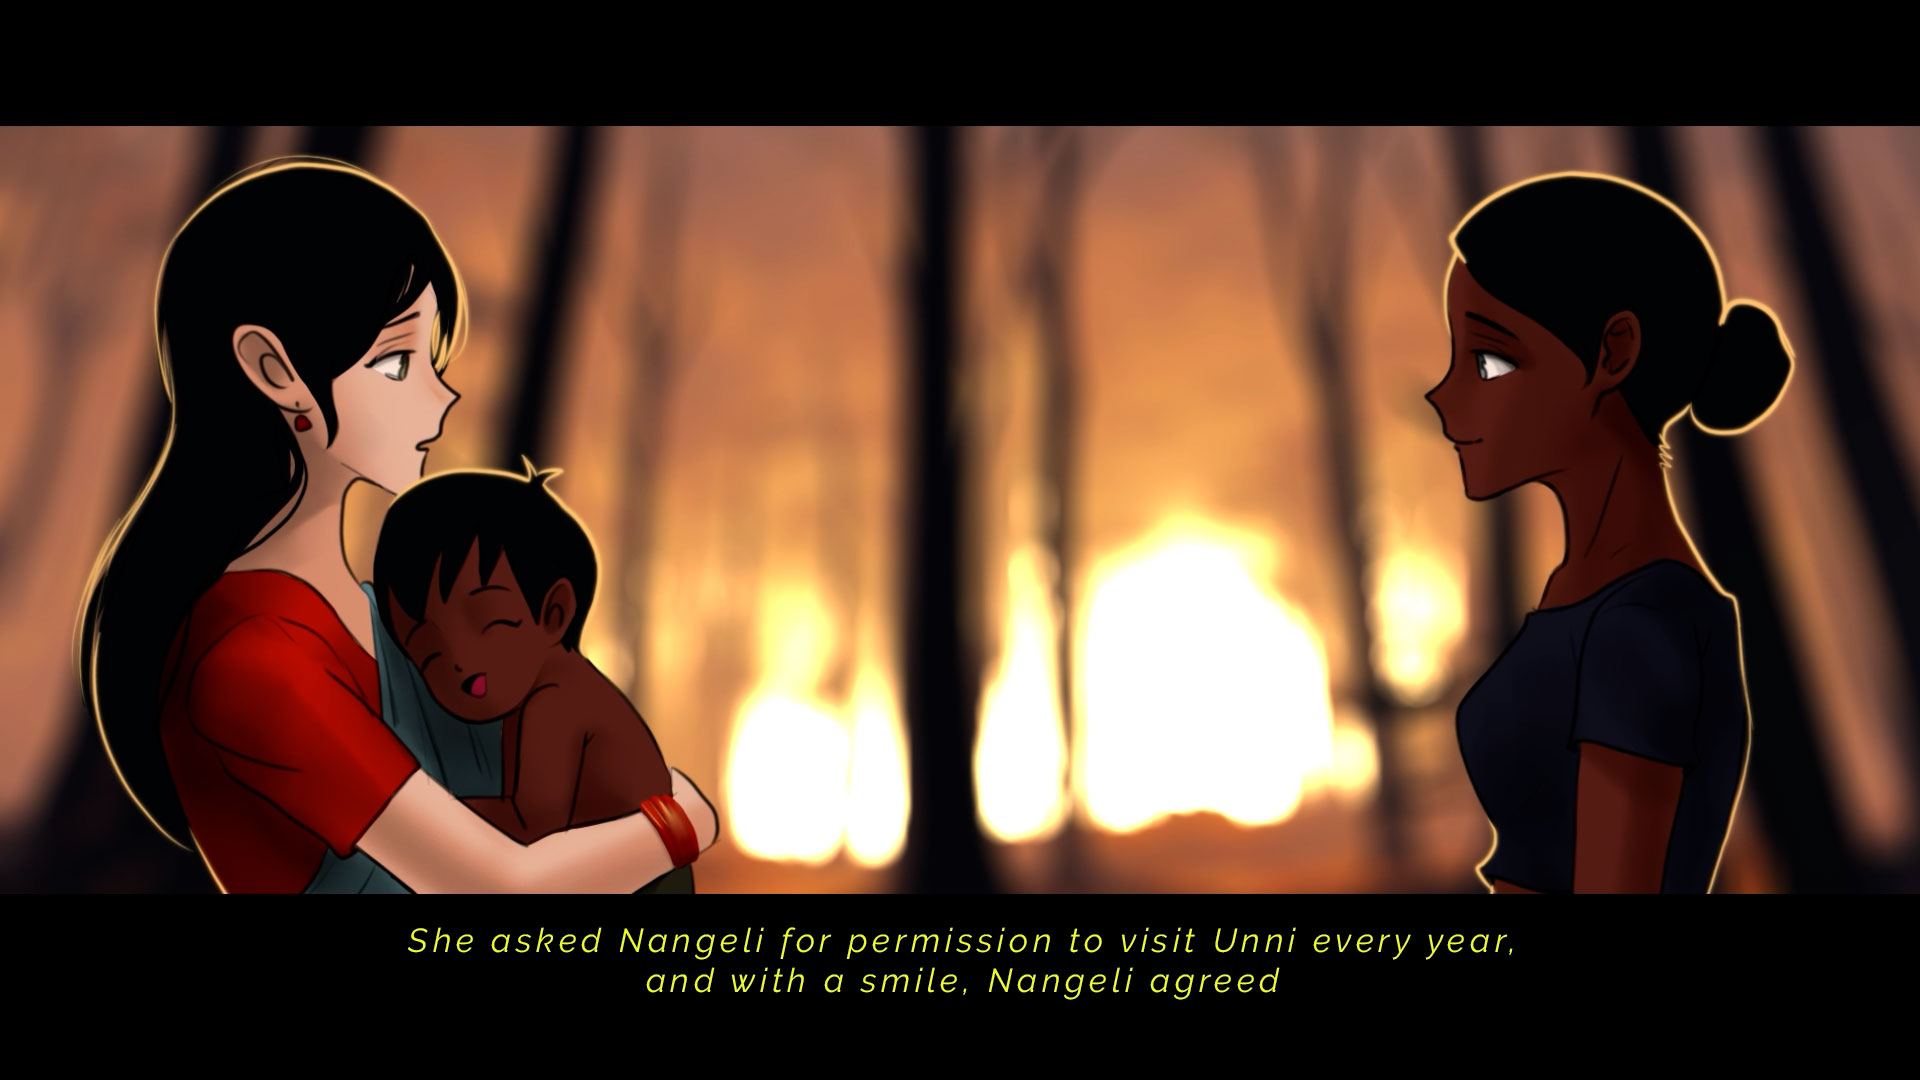 She asked Nangeli for permission to visit Unni every year,
and with a smile, Nangeli agreed